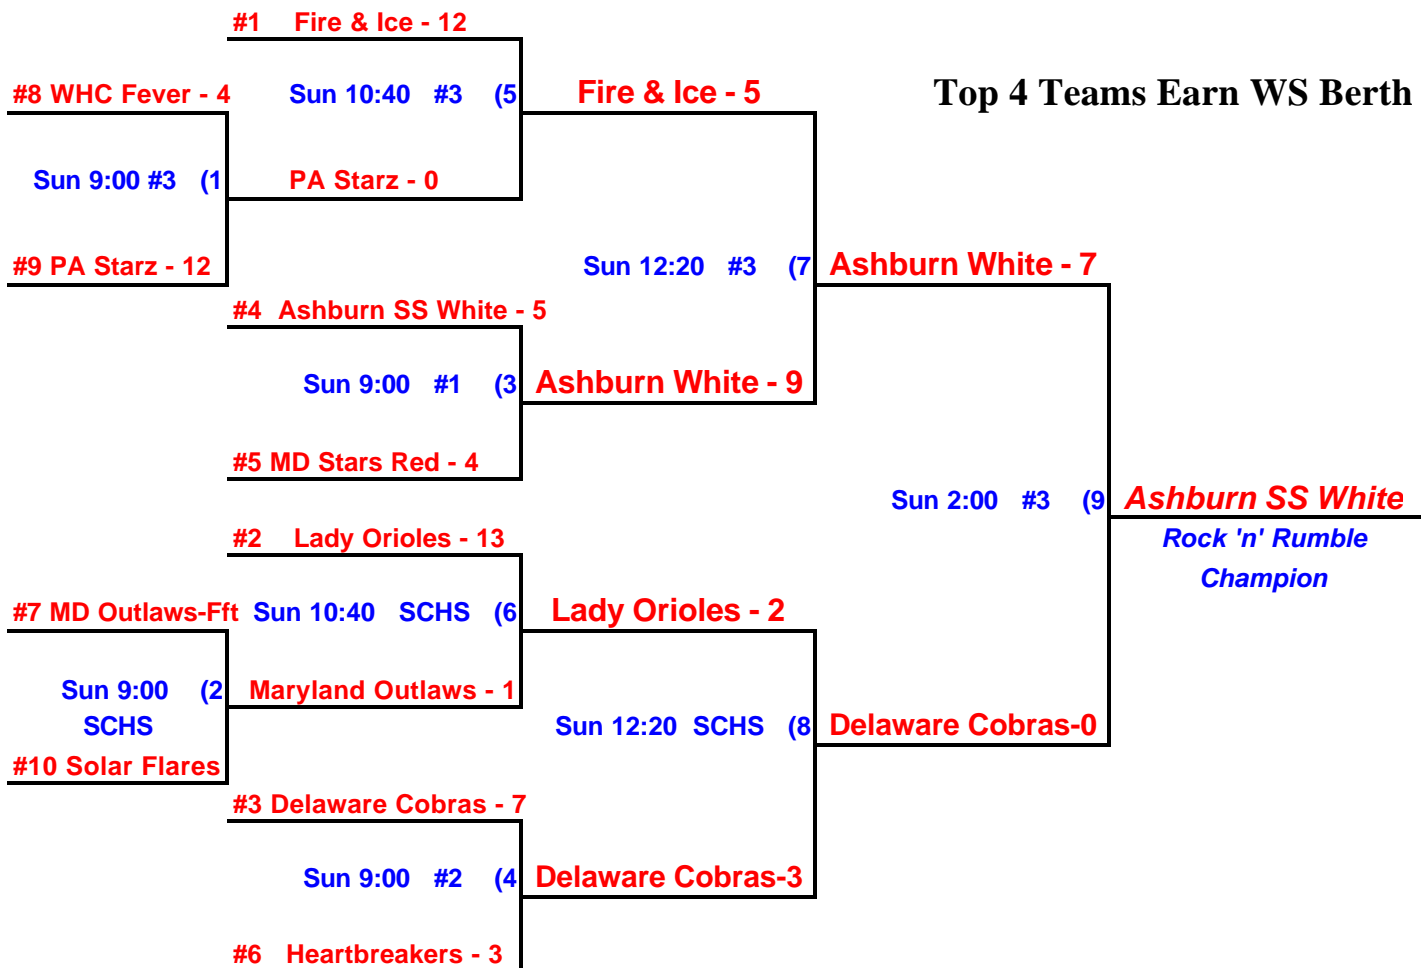 #1 Fire & Ice - 12
#8 WHC Fever - 4 Sun 10:40 #3 (5 Fire & Ice - 5 Top 4 Teams Earn WS Berth
Sun 9:00 #3 (1 PA Starz - 0
#9 PA Starz - 12 Sun 12:20 #3 (7 Ashburn White - 7
#4 Ashburn SS White - 5
Sun 9:00 #1 (3 Ashburn White - 9
#5 MD Stars Red - 4
Sun 2:00 #3 (9 Ashburn SS White
#2 Lady Orioles - 13 Rock 'n' Rumble
Champion
#7 MD Outlaws-Fft Sun 10:40 SCHS (6 Lady Orioles - 2
Sun 9:00 (2 Maryland Outlaws - 1
SCHS Sun 12:20 SCHS (8 Delaware Cobras-0
#10 Solar Flares
#3 Delaware Cobras - 7
Sun 9:00 #2 (4 Delaware Cobras-3
#6 Heartbreakers - 3